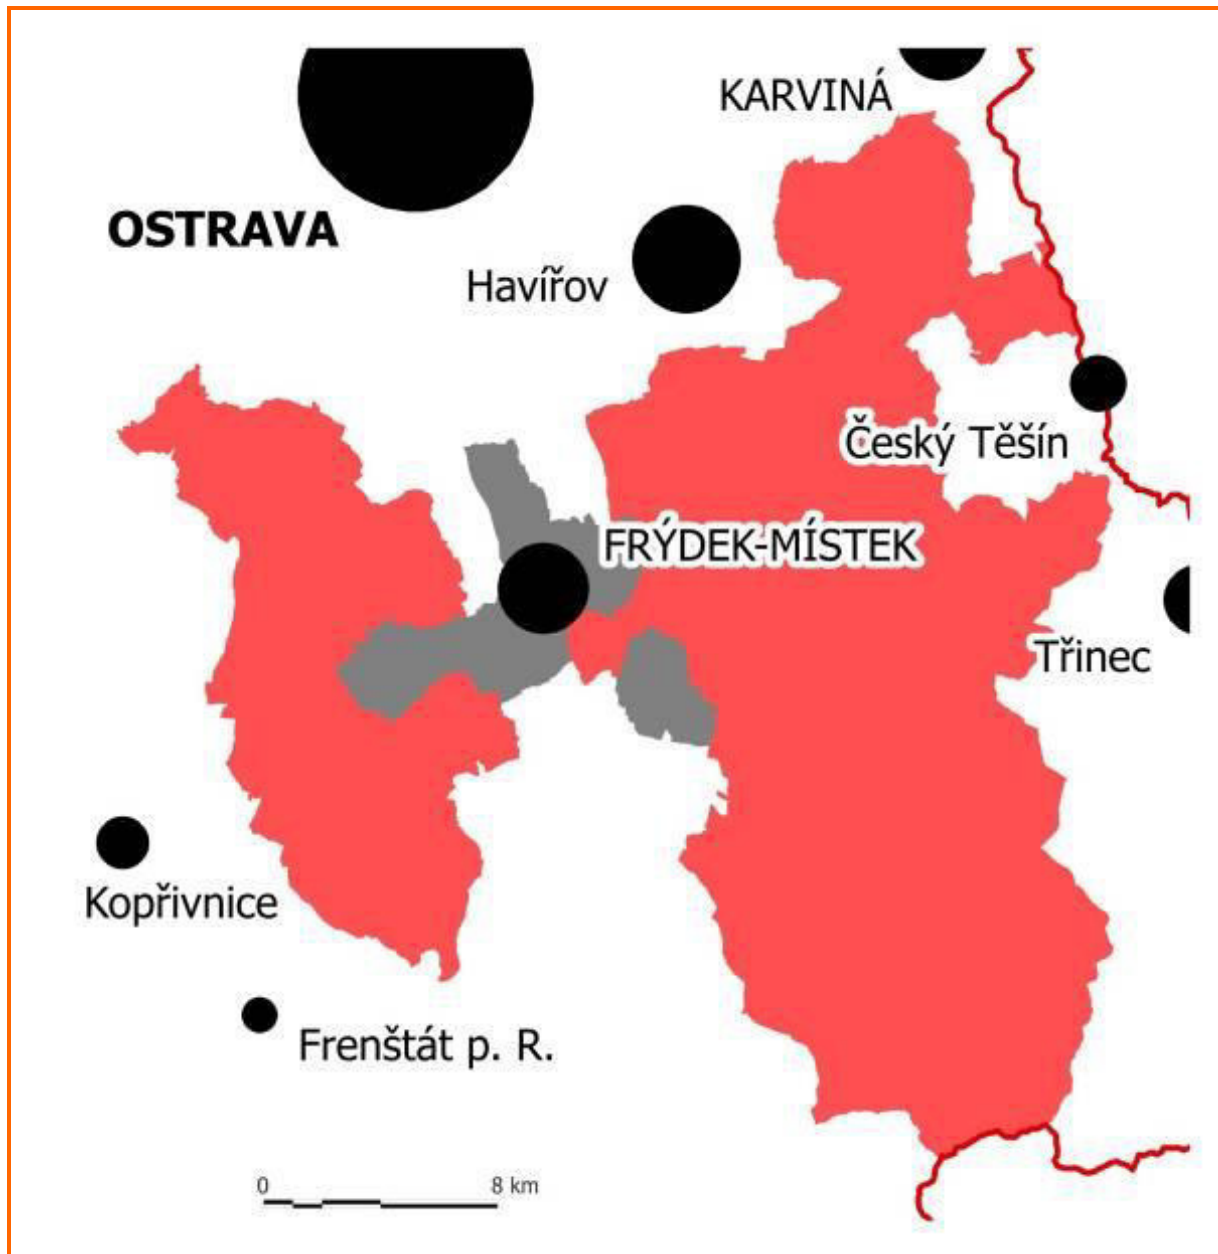 KARVINÁ
OSTRAVA
Havířov
Český Těšín
FRÝDEK-MÍSTEK
Třinec
Kopřivnice
Frenštát p. R.
0 8 km